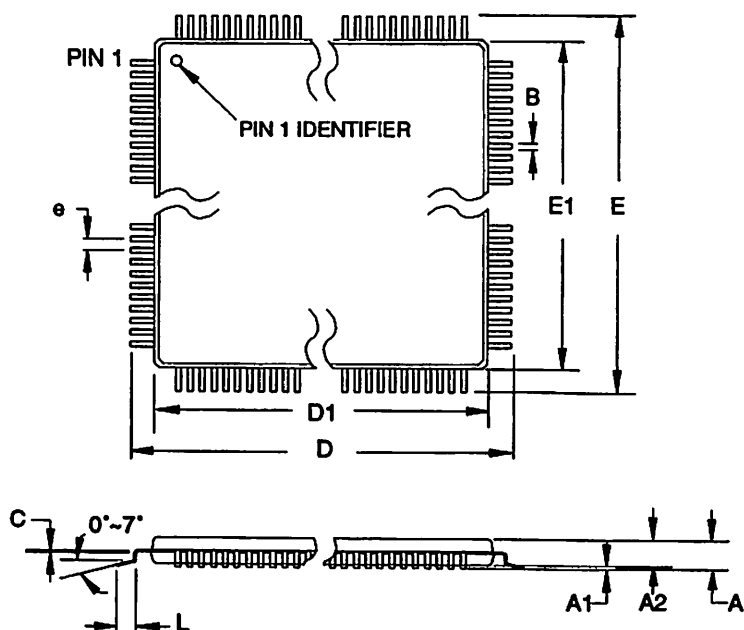 PIN 1
PIN 1 IDENTIFIER
B
e
E1
E
D1
D
C
0°~7°
L
A1
A2
A